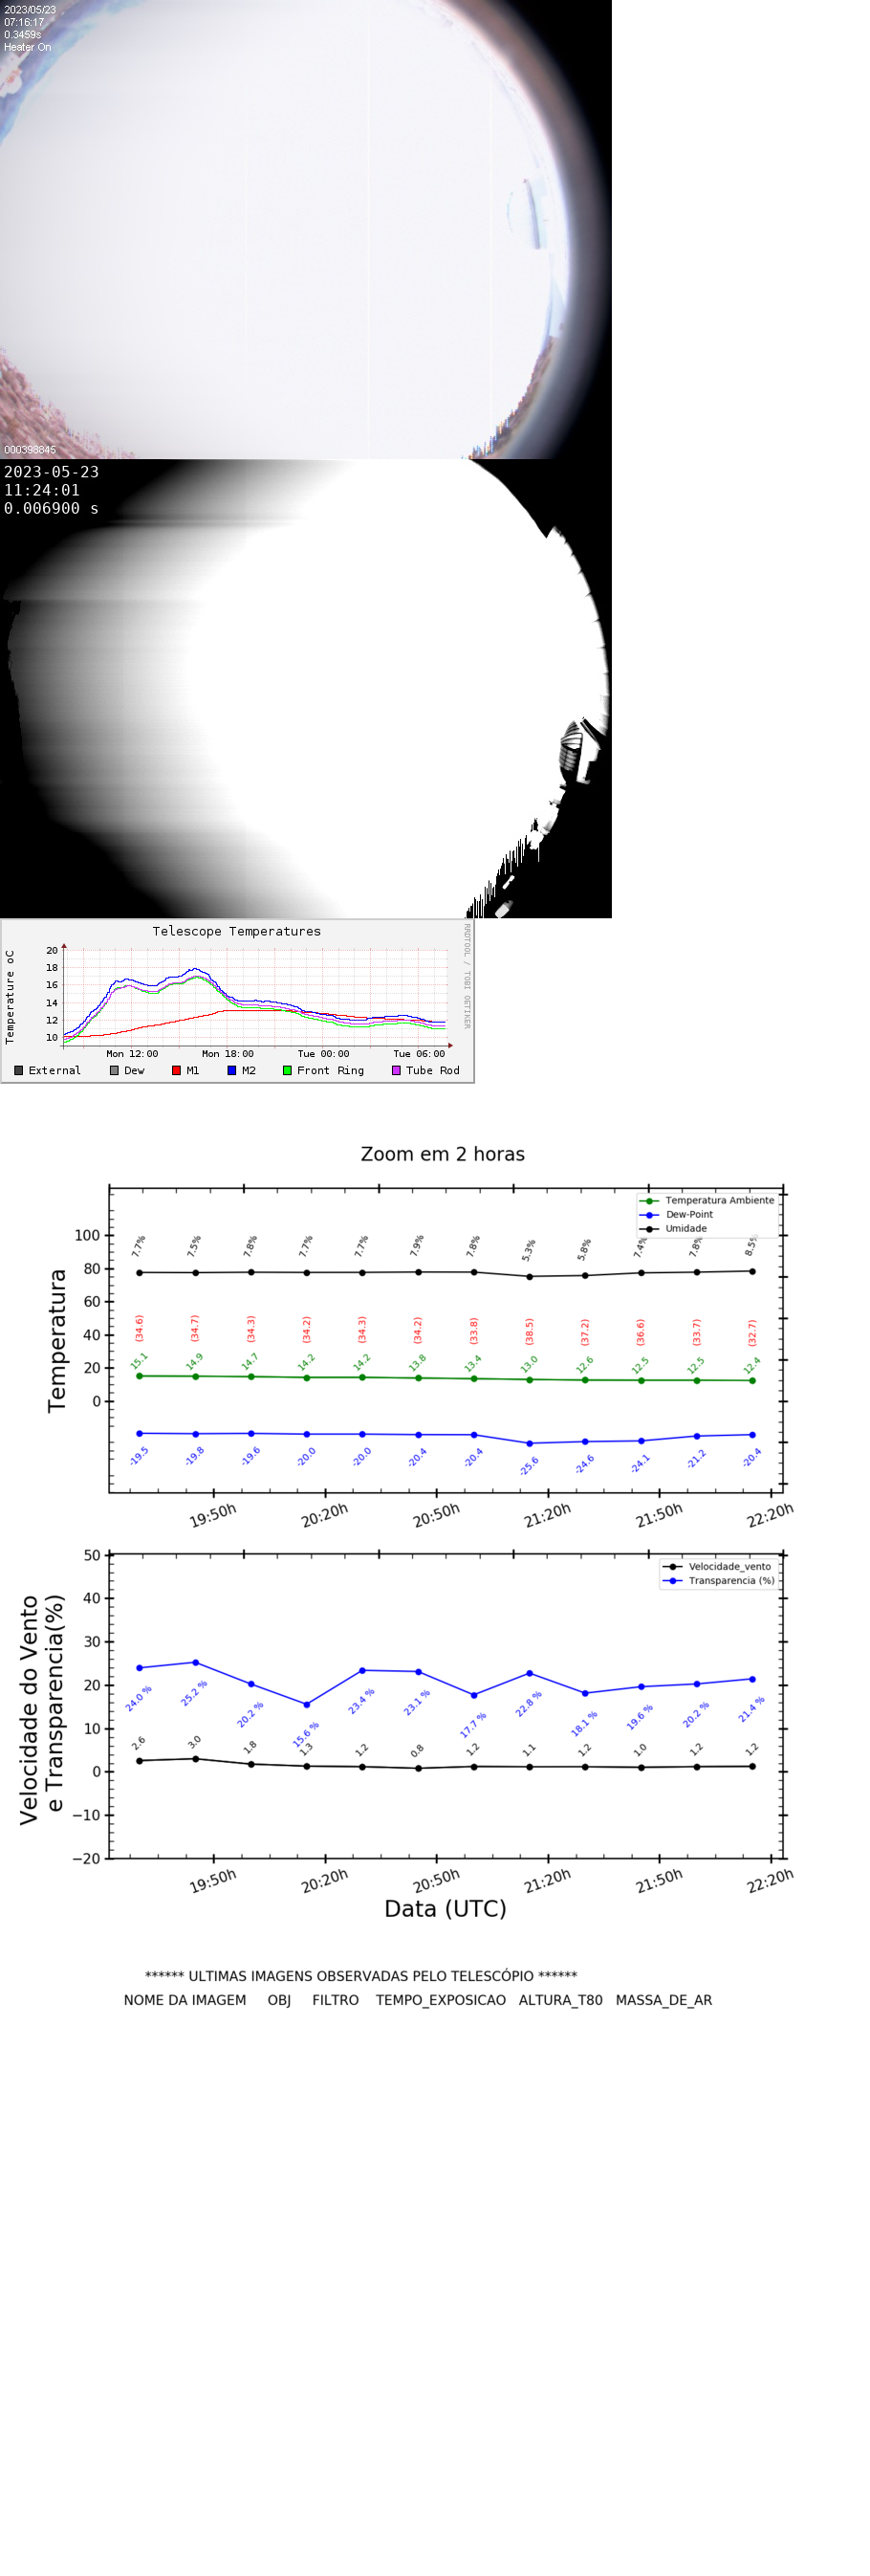 2023/05/23
07:16:17
0.3459s
Heater On
000398845
2023-05-23
11:24:01
0.006900 s
Telescope Temperatures
RRDTOOL / TOBI OETIKER
Temperature oC
20
18
16
14
12
10
Mon 12:00 Mon 18:00 Tue 00:00 Tue 06:00
External Dew M1 M2 Front Ring Tube Rod
Zoom em 2 horas
Temperatura
Temperatura Ambiente
Dew-Point
Umidade
100
80
60
40
20
0
7.7% 7.5% 7.8% 7.7% 7.7% 7.9% 7.8% 5.3% 5.8% 7.4% 7.8% 8.5%
(34.6) (34.7) (34.3) (34.2) (34.3) (34.2) (33.8) (38.5) (37.2) (36.6) (33.7) (32.7)
15.1 14.9 14.7 14.2 14.2 13.8 13.4 13.0 12.6 12.5 12.5 12.4
-19.5 -19.8 -19.6 -20.0 -20.0 -20.4 -20.4 -25.6 -24.6 -24.1 -21.2 -20.4
19:50h 20:20h 20:50h 21:20h 21:50h 22:20h
Velocidade do Vento
e Transparencia(%)
Velocidade_vento
Transparencia (%)
50
40
30
20
10
0
−10
−20
24.0 % 25.2 % 20.2 % 15.6 % 23.4 % 23.1 % 17.7 % 22.8 % 18.1 % 19.6 % 20.2 % 21.4 %
2.6 3.0 1.8 1.3 1.2 0.8 1.2 1.1 1.2 1.0 1.2 1.2
19:50h 20:20h 20:50h 21:20h 21:50h 22:20h
Data (UTC)
****** ULTIMAS IMAGENS OBSERVADAS PELO TELESCÓPIO ******
NOME DA IMAGEM OBJ FILTRO TEMPO_EXPOSICAO ALTURA_T80 MASSA_DE_AR